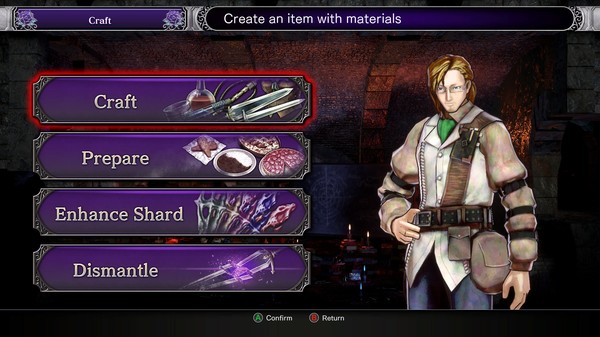 Craft
Create an item with materials
Craft
Prepare
Enhance Shard
Dismantle
A Confirm B Return